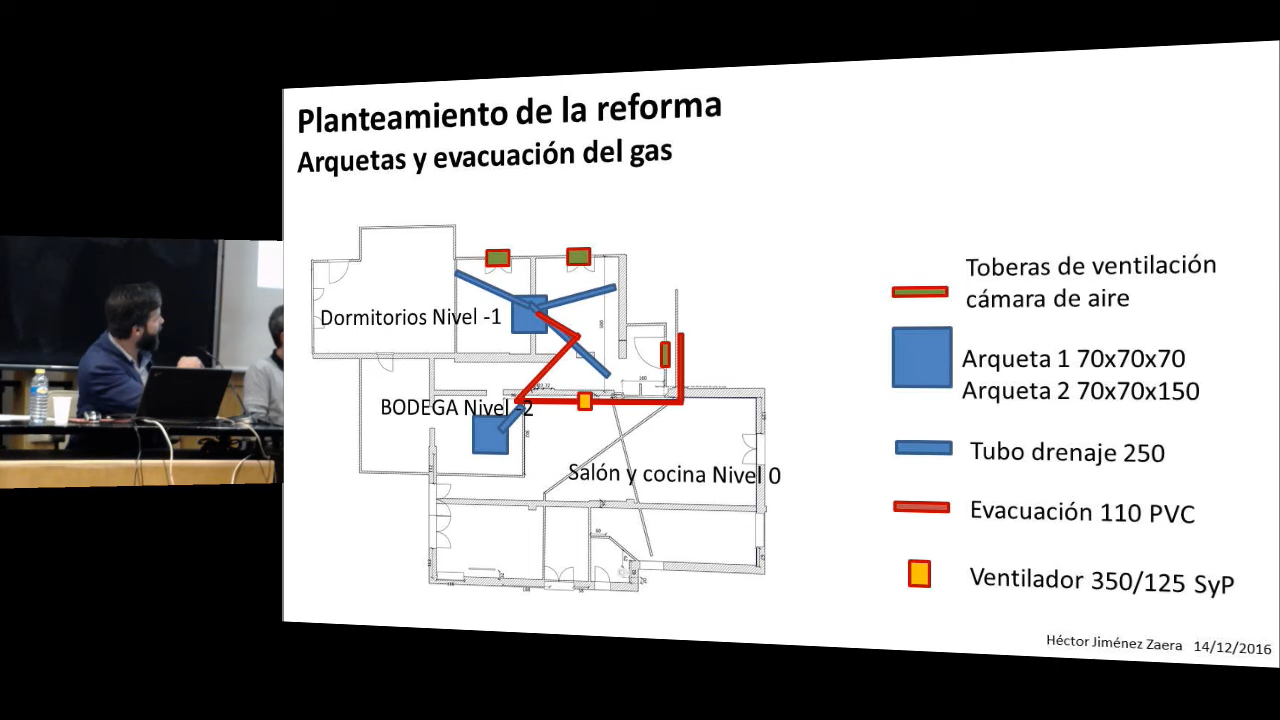 Planteamiento de la reforma
Arquetas y evacuación del gas
Toberas de ventilación
cámara de aire
Dormitorios Nivel -1
Arqueta 1 70x70x70
Arqueta 2 70x70x150
BODEGA Nivel -2
Tubo drenaje 250
Salón y cocina Nivel 0
Evacuación 110 PVC
Ventilador 350/125 SyP
Héctor Jiménez Zaera 14/12/2016